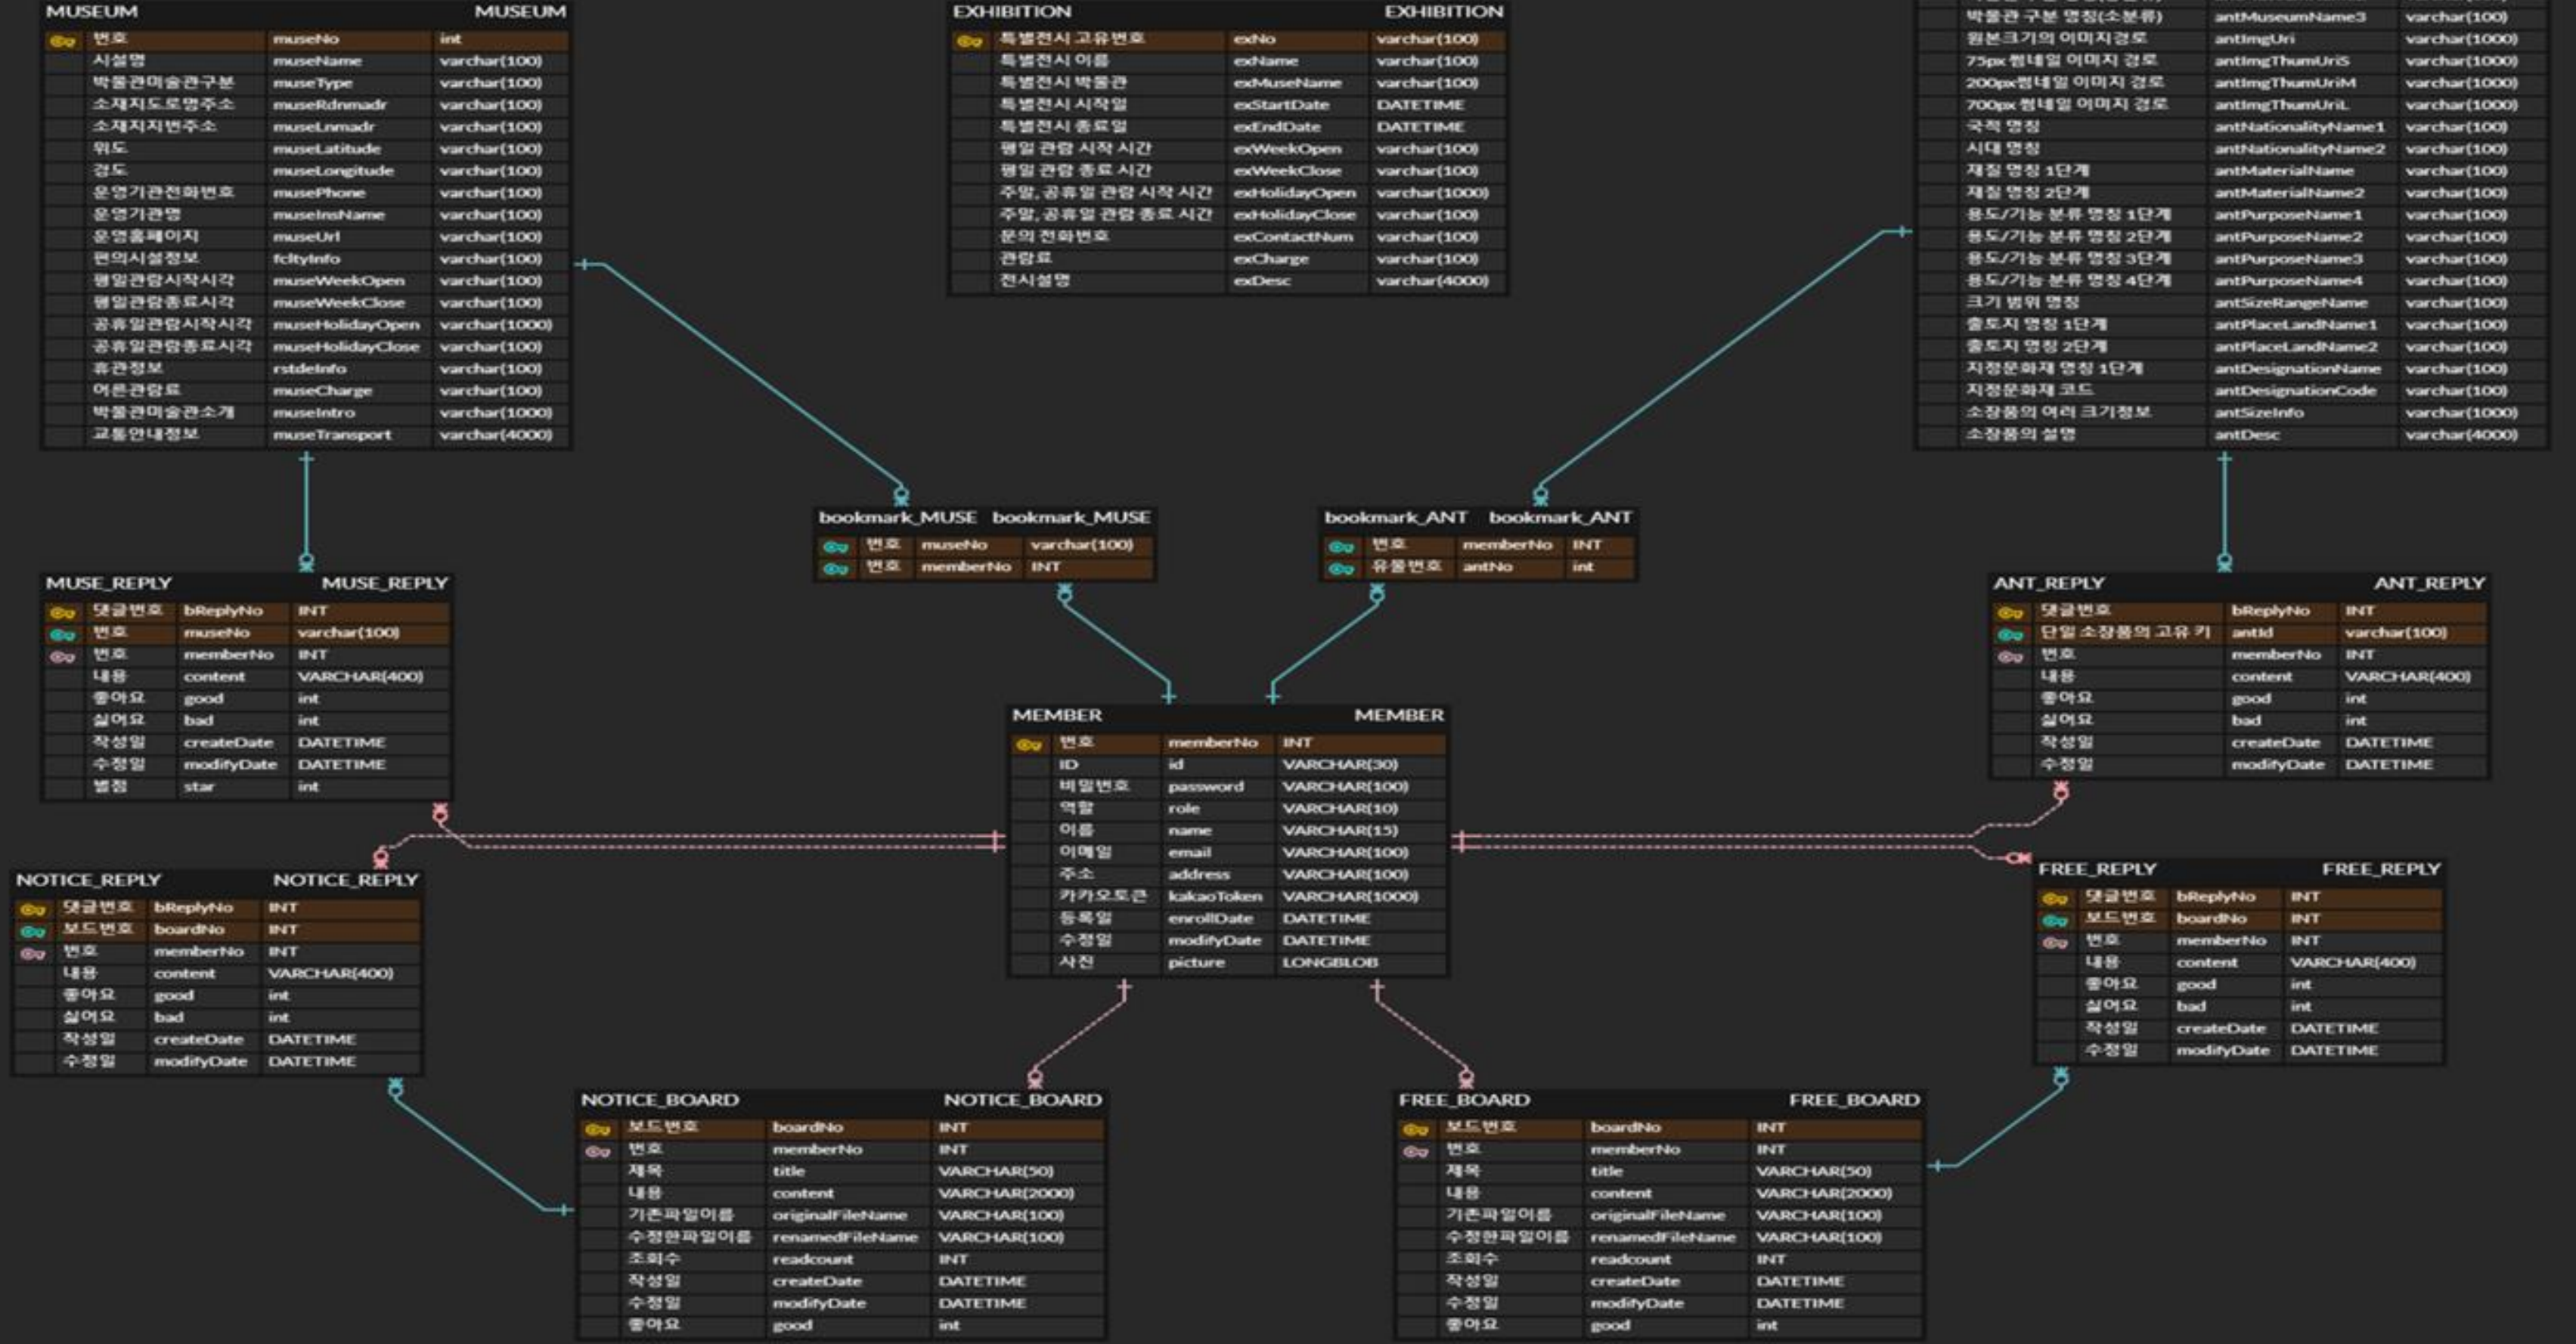 MUSEUM MUSEUM
번호 museNo int
시설명 museName varchar(100)
박물관미술관구분 museType varchar(100)
소재지도로명주소 museRdnmadr varchar(100)
소재지지번주소 museLnmadr varchar(100)
위도 museLatitude varchar(100)
경도 museLongitude varchar(100)
운영기관전화번호 musePhone varchar(100)
운영기관명 museInsName varchar(100)
운영홈페이지 museUrl varchar(100)
편의시설정보 fcltyInfo varchar(100)
평일관람시작시각 museWeekOpen varchar(100)
평일관람종료시각 museWeekClose varchar(100)
공휴일관람시작시각 museHolidayOpen varchar(1000)
공휴일관람종료시각 museHolidayClose varchar(100)
휴관정보 rstdeInfo varchar(100)
어른관람료 museCharge varchar(100)
박물관미술관소개 museIntro varchar(1000)
교통안내정보 museTransport varchar(4000)
EXHIBITION EXHIBITION
특별전시 고유번호 exNo varchar(100)
특별전시 이름 exName varchar(100)
특별전시 박물관 exMuseName varchar(100)
특별전시 시작일 exStartDate DATETIME
특별전시 종료일 exEndDate DATETIME
평일 관람 시작 시간 exWeekOpen varchar(100)
평일 관람 종료 시간 exWeekClose varchar(100)
주말, 공휴일 관람 시작 시간 exHolidayOpen varchar(1000)
주말, 공휴일 관람 종료 시간 exHolidayClose varchar(100)
문의 전화번호 exContactNum varchar(100)
관람료 exCharge varchar(100)
전시설명 exDesc varchar(4000)
박물관 구분 명칭(소분류) antMuseumName3 varchar(100)
원본크기의 이미지경로 antImgUri varchar(1000)
75px 썸네일 이미지 경로 antImgThumUriS varchar(1000)
200px썸네일 이미지 경로 antImgThumUriM varchar(1000)
700px 썸네일 이미지 경로 antImgThumUriL varchar(1000)
국적 명칭 antNationalityName1 varchar(100)
시대 명칭 antNationalityName2 varchar(100)
재질 명칭 1단계 antMaterialName varchar(100)
재질 명칭 2단계 antMaterialName2 varchar(100)
용도/기능 분류 명칭 1단계 antPurposeName1 varchar(100)
용도/기능 분류 명칭 2단계 antPurposeName2 varchar(100)
용도/기능 분류 명칭 3단계 antPurposeName3 varchar(100)
용도/기능 분류 명칭 4단계 antPurposeName4 varchar(100)
크기 범위 명칭 antSizeRangeName varchar(100)
출토지 명칭 1단계 antPlaceLandName1 varchar(100)
출토지 명칭 2단계 antPlaceLandName2 varchar(100)
지정문화재 명칭 1단계 antDesignationName varchar(100)
지정문화재 코드 antDesignationCode varchar(100)
소장품의 여러 크기정보 antSizeInfo varchar(1000)
소장품의 설명 antDesc varchar(4000)
bookmark_MUSE bookmark_MUSE
번호 museNo varchar(100)
번호 memberNo INT
bookmark_ANT bookmark_ANT
번호 memberNo INT
유물번호 antNo int
MUSE_REPLY MUSE_REPLY
댓글번호 bReplyNo INT
번호 museNo varchar(100)
번호 memberNo INT
내용 content VARCHAR(400)
좋아요 good int
싫어요 bad int
작성일 createDate DATETIME
수정일 modifyDate DATETIME
별점 star int
ANT_REPLY ANT_REPLY
댓글번호 bReplyNo INT
단일 소장품의 고유 키 antId varchar(100)
번호 memberNo INT
내용 content VARCHAR(400)
좋아요 good int
싫어요 bad int
작성일 createDate DATETIME
수정일 modifyDate DATETIME
MEMBER MEMBER
번호 memberNo INT
ID id VARCHAR(30)
비밀번호 password VARCHAR(100)
역할 role VARCHAR(10)
이름 name VARCHAR(15)
이메일 email VARCHAR(100)
주소 address VARCHAR(100)
카카오토큰 kakaoToken VARCHAR(1000)
등록일 enrollDate DATETIME
수정일 modifyDate DATETIME
사진 picture LONGBLOB
NOTICE_REPLY NOTICE_REPLY
댓글번호 bReplyNo INT
보드번호 boardNo INT
번호 memberNo INT
내용 content VARCHAR(400)
좋아요 good int
싫어요 bad int
작성일 createDate DATETIME
수정일 modifyDate DATETIME
FREE_REPLY FREE_REPLY
댓글번호 bReplyNo INT
보드번호 boardNo INT
번호 memberNo INT
내용 content VARCHAR(400)
좋아요 good int
싫어요 bad int
작성일 createDate DATETIME
수정일 modifyDate DATETIME
NOTICE_BOARD NOTICE_BOARD
보드번호 boardNo INT
번호 memberNo INT
제목 title VARCHAR(50)
내용 content VARCHAR(2000)
기존파일이름 originalFileName VARCHAR(100)
수정한파일이름 renamedFileName VARCHAR(100)
조회수 readcount INT
작성일 createDate DATETIME
수정일 modifyDate DATETIME
좋아요 good int
FREE_BOARD FREE_BOARD
보드번호 boardNo INT
번호 memberNo INT
제목 title VARCHAR(50)
내용 content VARCHAR(2000)
기존파일이름 originalFileName VARCHAR(100)
수정한파일이름 renamedFileName VARCHAR(100)
조회수 readcount INT
작성일 createDate DATETIME
수정일 modifyDate DATETIME
좋아요 good int